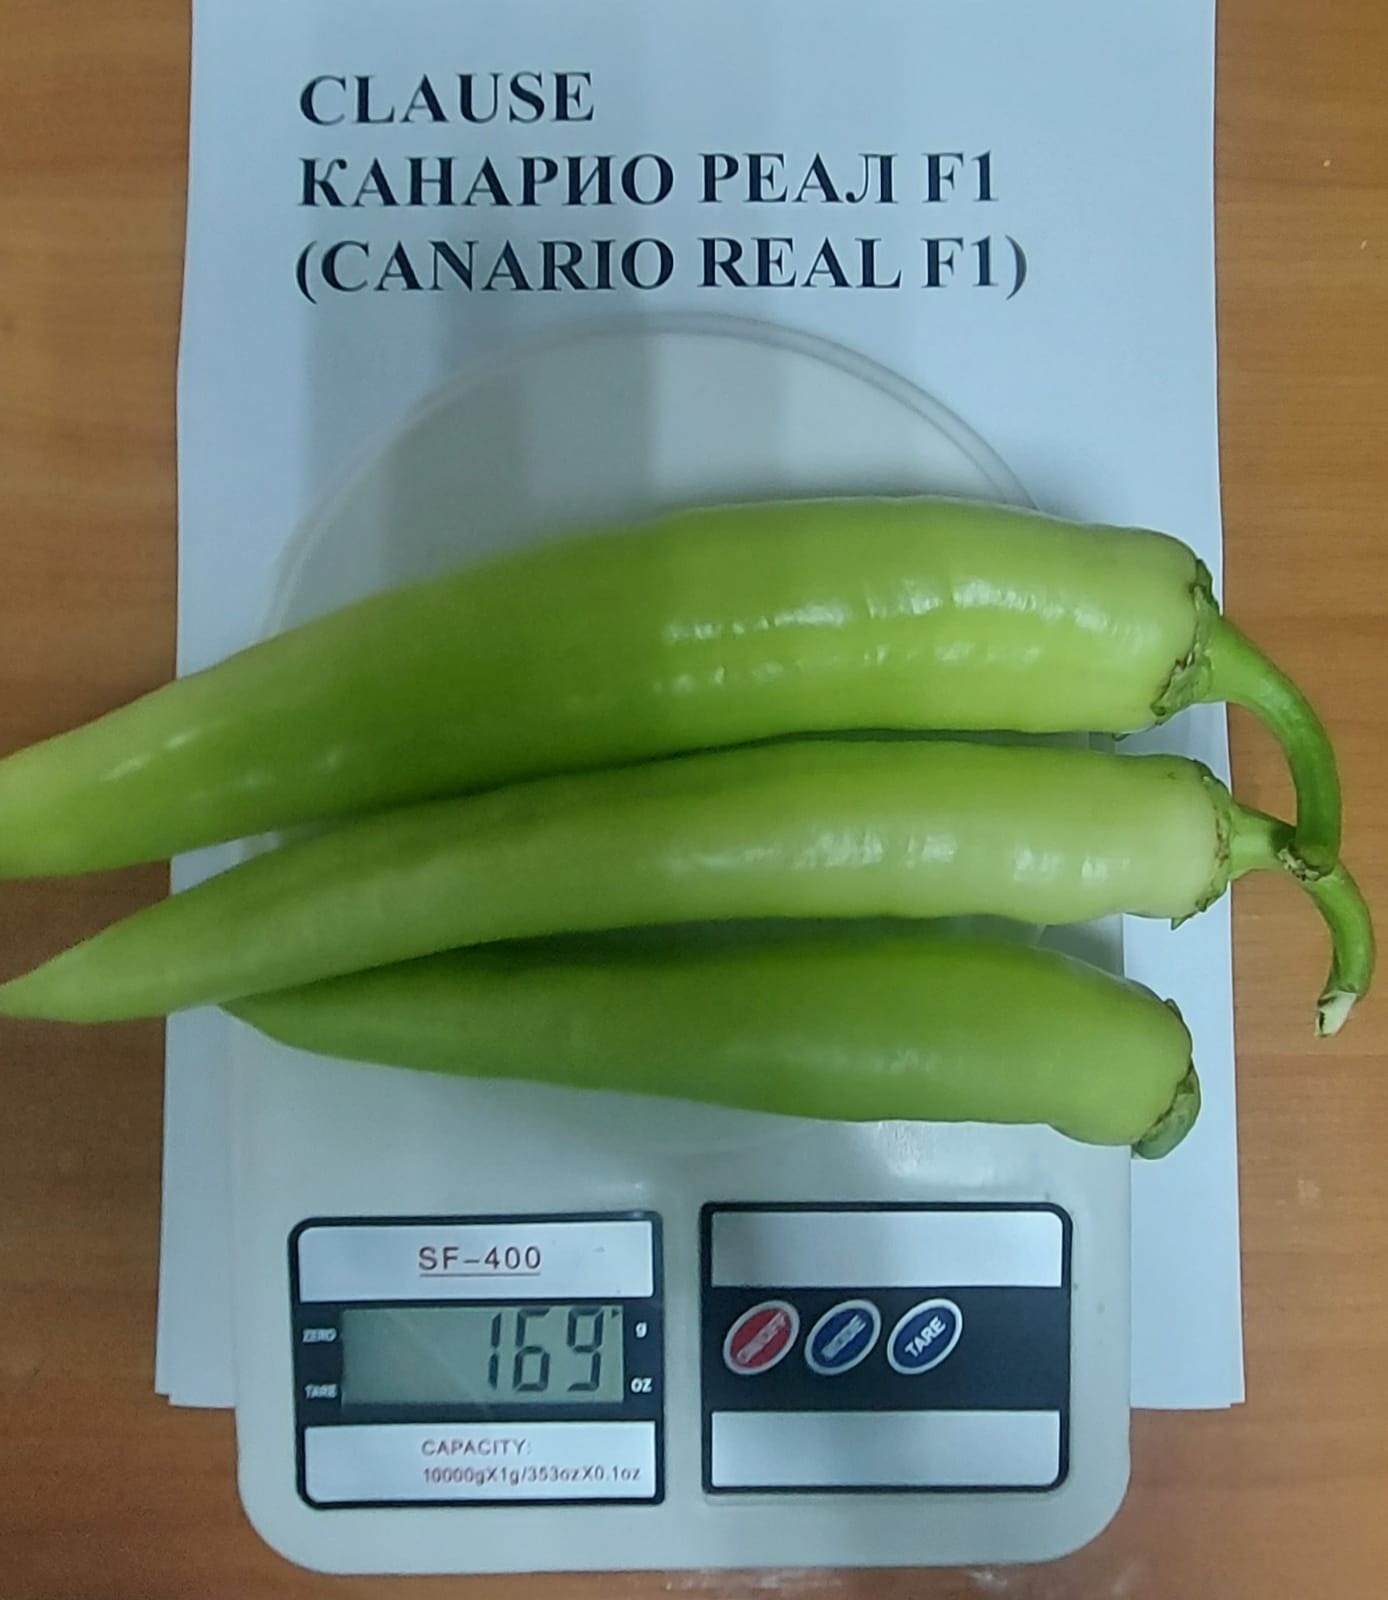 CLAUSE
КАНАРИО РЕАЛ F1
(CANARIO REAL F1)
SF-400
ZERO
169 g
TARE
oz
TARE
CAPACITY:
10000gX1g/353ozX0.1oz